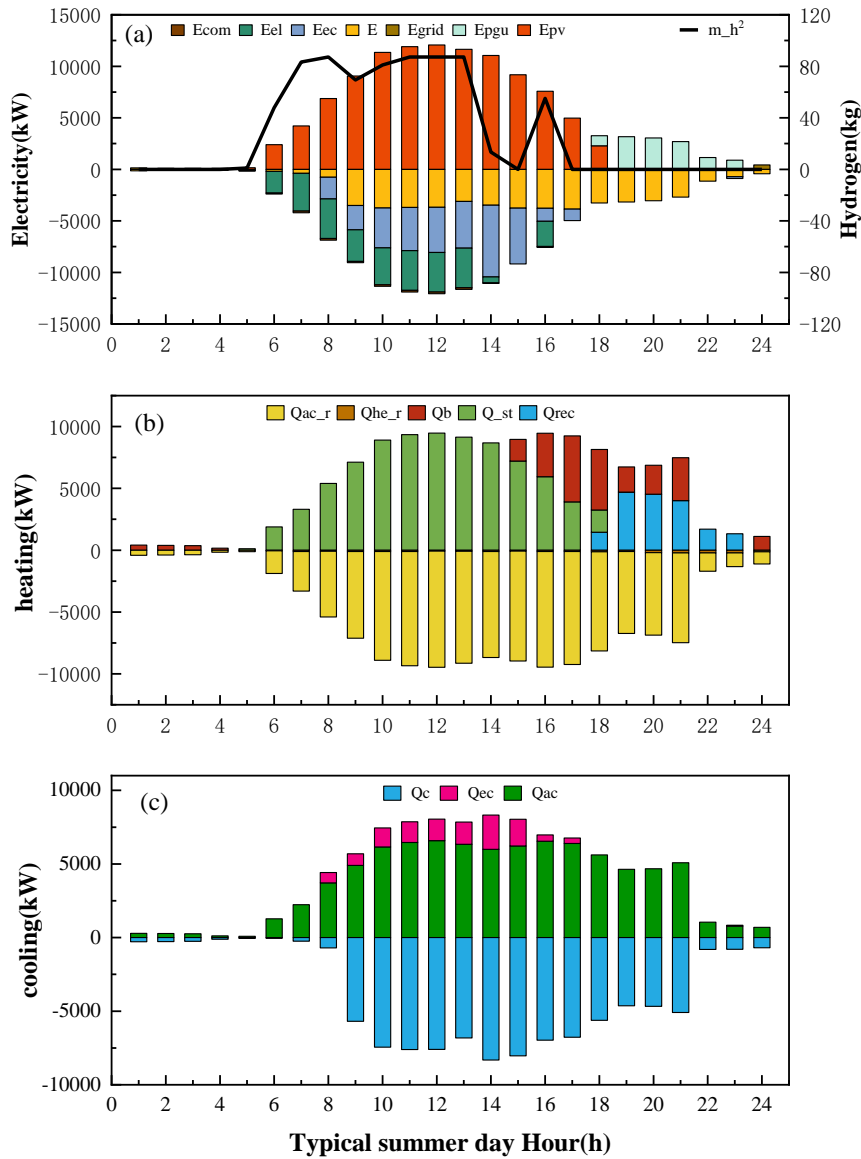 (a)
Ecom Eel Eec E Egrid Epgu Epv m_h²
15000 120
10000 80
5000 40
0 0
−5000 −40
−10000 −80
−15000 −120
Electricity(kW)
Hydrogen(kg)
0 2 4 6 8 10 12 14 16 18 20 22 24
(b)
Qac_r Qhe_r Qb Q_st Qrec
10000
5000
0
−5000
−10000
heating(kW)
0 2 4 6 8 10 12 14 16 18 20 22 24
(c)
Qc Qec Qac
10000
5000
0
-5000
-10000
cooling(kW)
0 2 4 6 8 10 12 14 16 18 20 22 24
Typical summer day Hour(h)